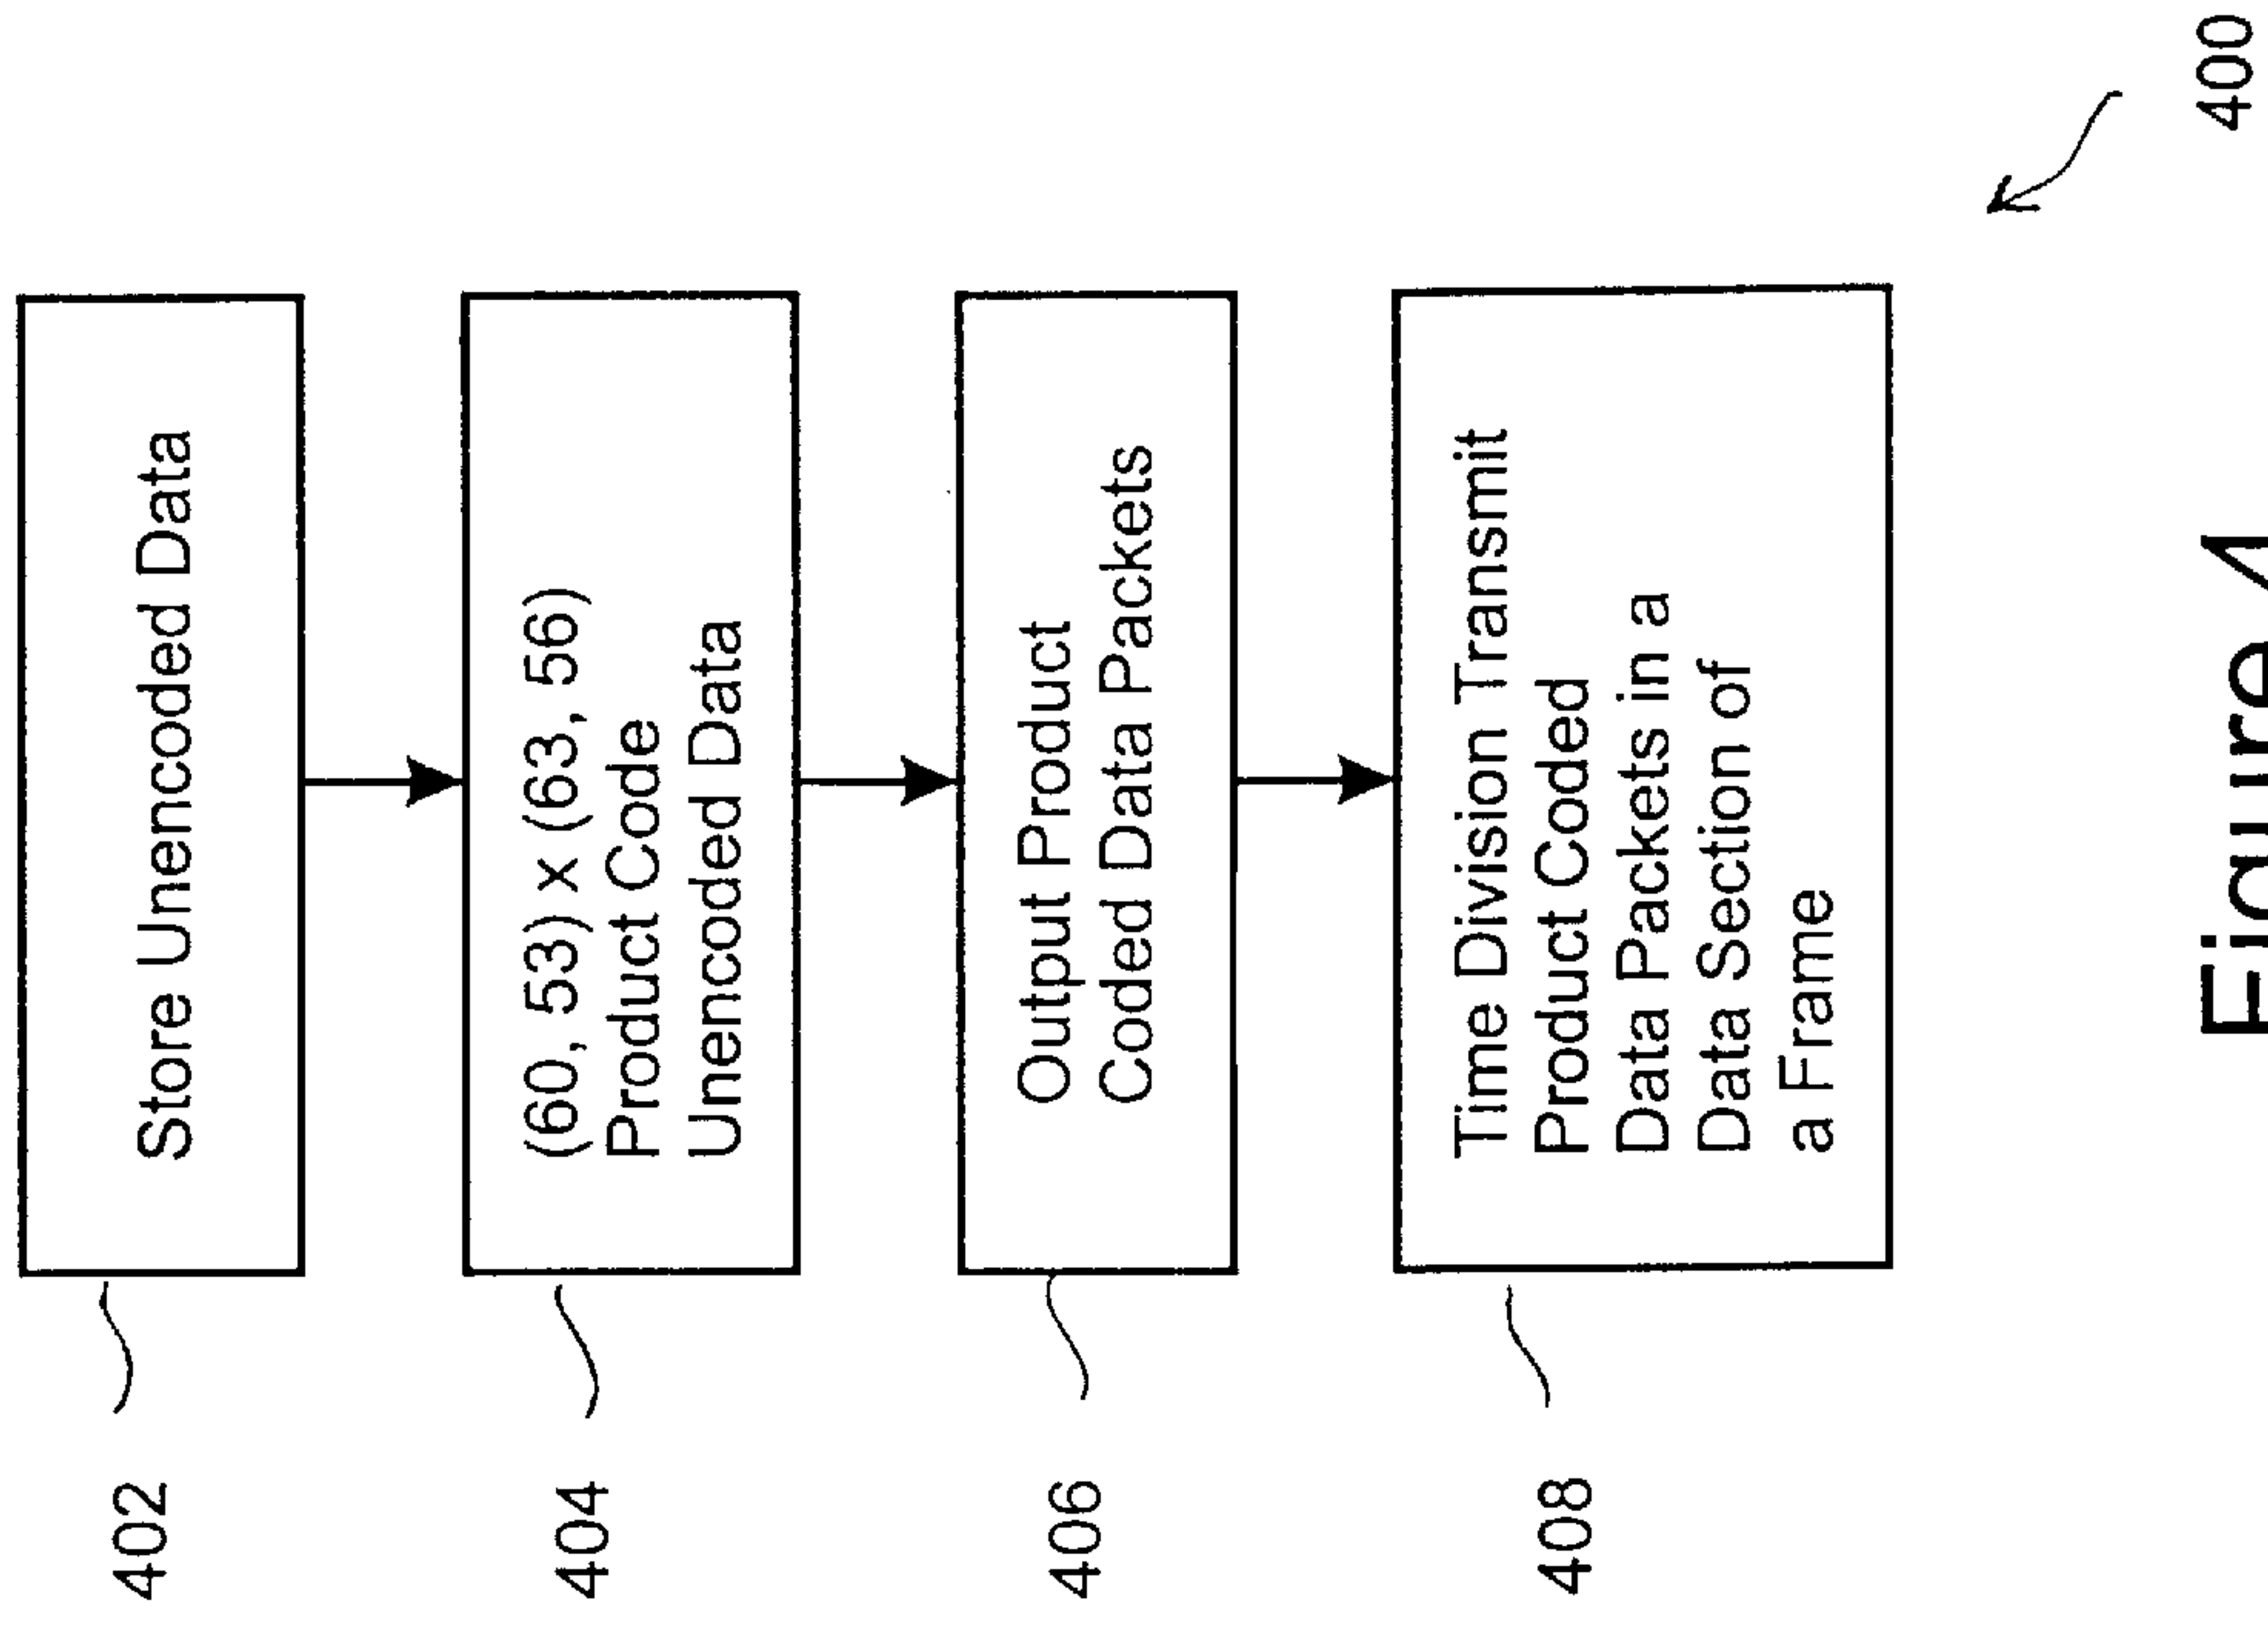 400
402
Store Unencoded Data
404
(60, 53) x (63, 56)
Product Code
Unencoded Data
406
Output Product
Coded Data Packets
408
Time Division Transmit
Product Coded
Data Packets in a
Data Section of
a Frame
Figure 4